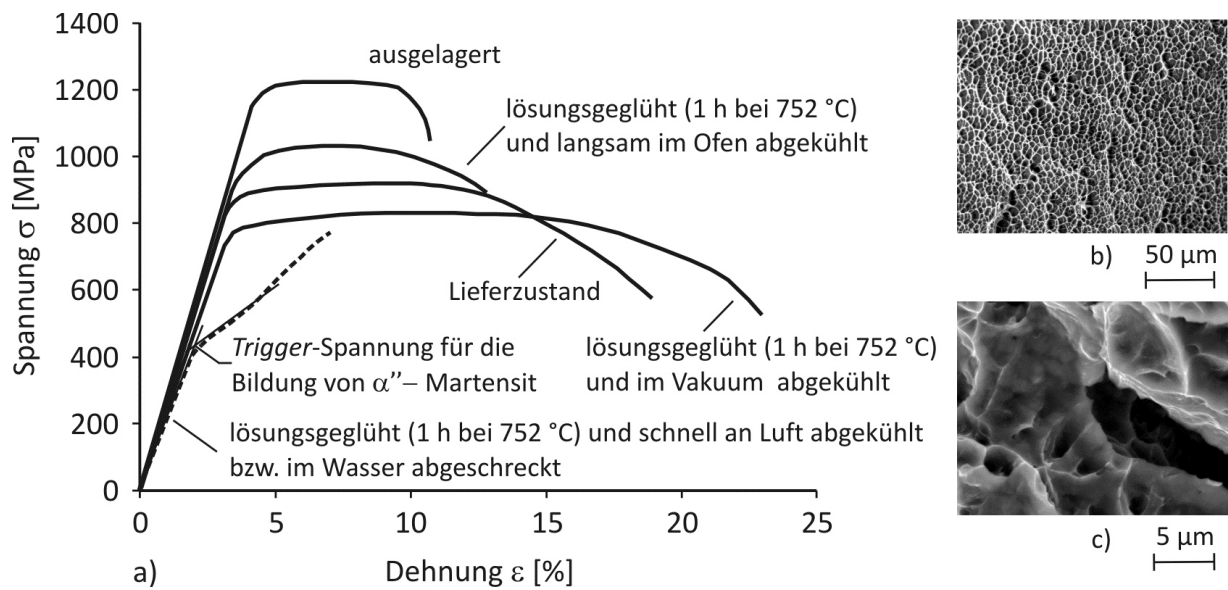 1400
1200
1000
800
600
400
200
0
Spannung σ [MPa]
ausgelagert
lösungsgeglüht (1 h bei 752 °C)
und langsam im Ofen abgekühlt
Lieferzustand
Trigger-Spannung für die
Bildung von α’’– Martensit
lösungsgeglüht (1 h bei 752 °C)
und im Vakuum abgekühlt
lösungsgeglüht (1 h bei 752 °C) und schnell an Luft abgekühlt
bzw. im Wasser abgeschreckt
0 5 10 15 20 25
a) Dehnung ε [%]
b) 50 µm
c) 5 µm